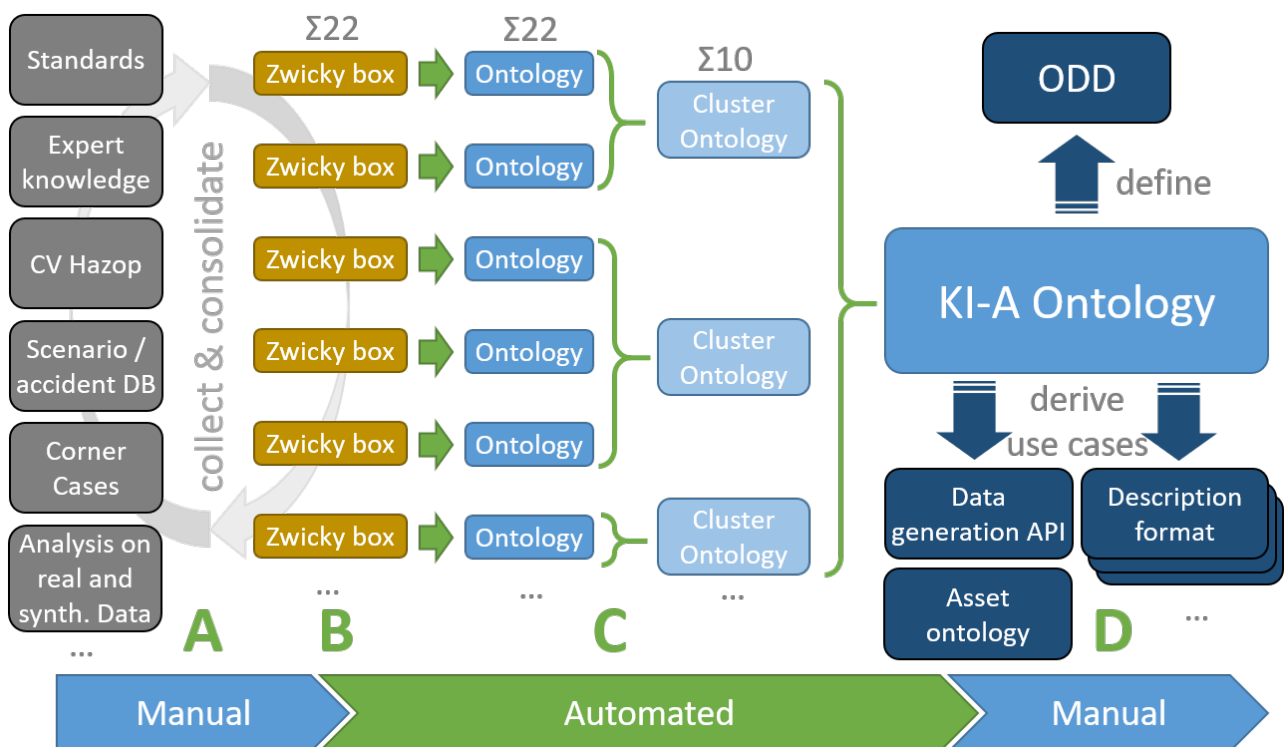 Standards
Expert
knowledge
CV Hazop
Scenario /
accident DB
Corner
Cases
Analysis on
real and
synth. Data
...
collect & consolidate
A
Σ22
Zwicky box
Zwicky box
Zwicky box
Zwicky box
Zwicky box
Zwicky box
...
B
Σ22
Ontology
Ontology
Ontology
Ontology
Ontology
Ontology
...
C
Σ10
Cluster
Ontology
Cluster
Ontology
Cluster
Ontology
...
ODD
define
KI-A Ontology
derive
use cases
Data
generation API
Description
format
Asset
ontology
...
D
Manual
Automated
Manual